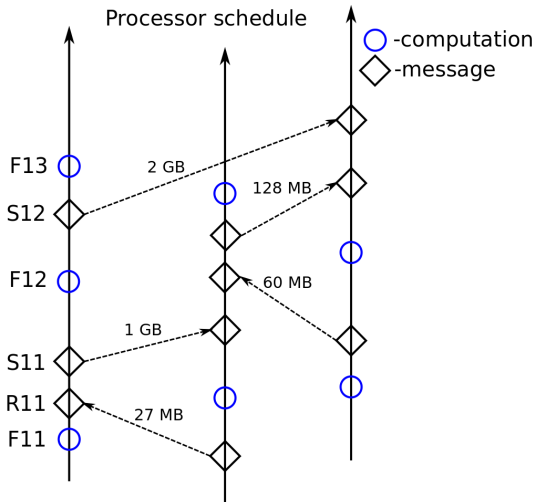 Processor schedule
-computation
-message
F13
2 GB
128 MB
S12
F12
60 MB
1 GB
S11
R11
27 MB
F11